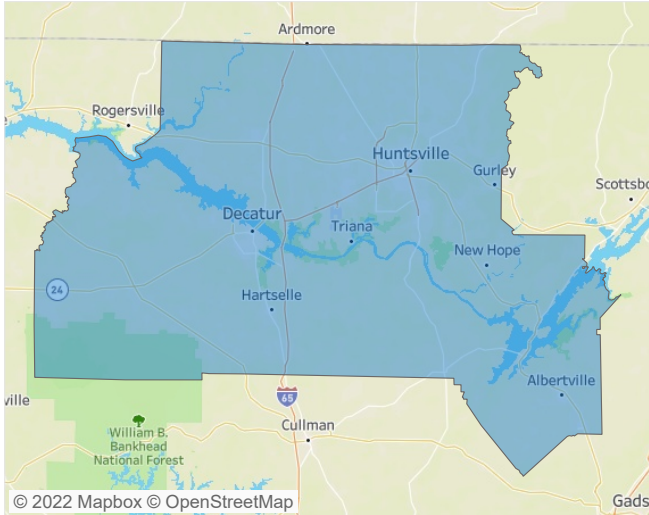 Ardmore
Rogersville
Huntsville
Gurley
Scottsbo
Decatur
Triana
New Hope
24
Hartselle
Albertville
65
ville
Cullman
William B.
Bankhead
National Forest
© 2022 Mapbox © OpenStreetMap
Gads